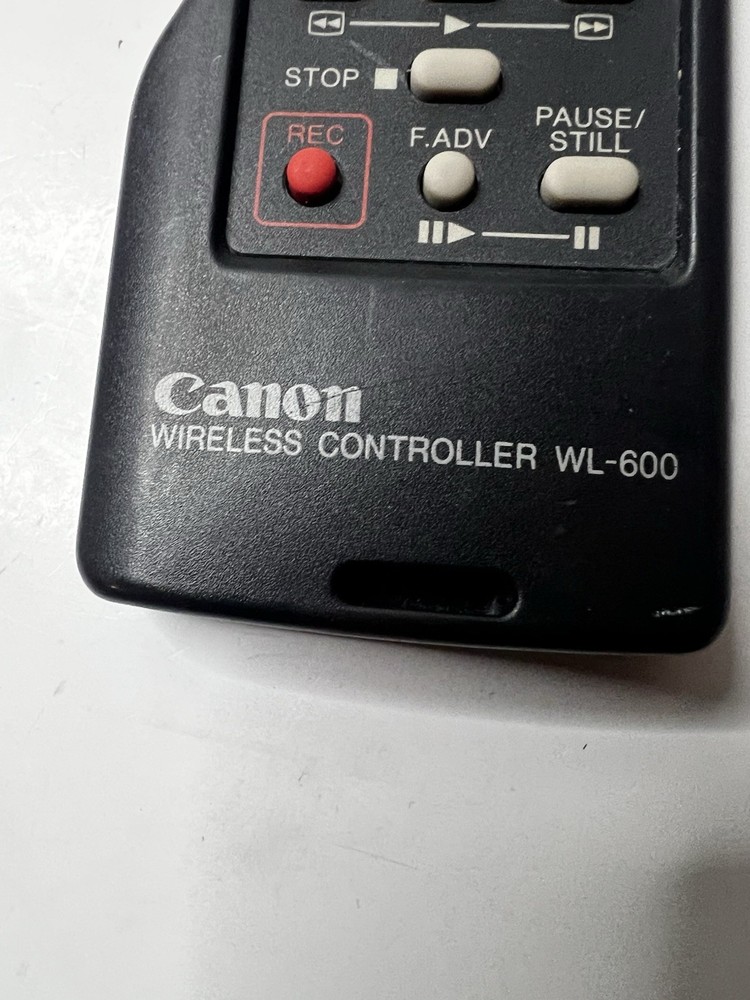 STOP
PAUSE/
REC F.ADV STILL
Canon
WIRELESS CONTROLLER WL-600